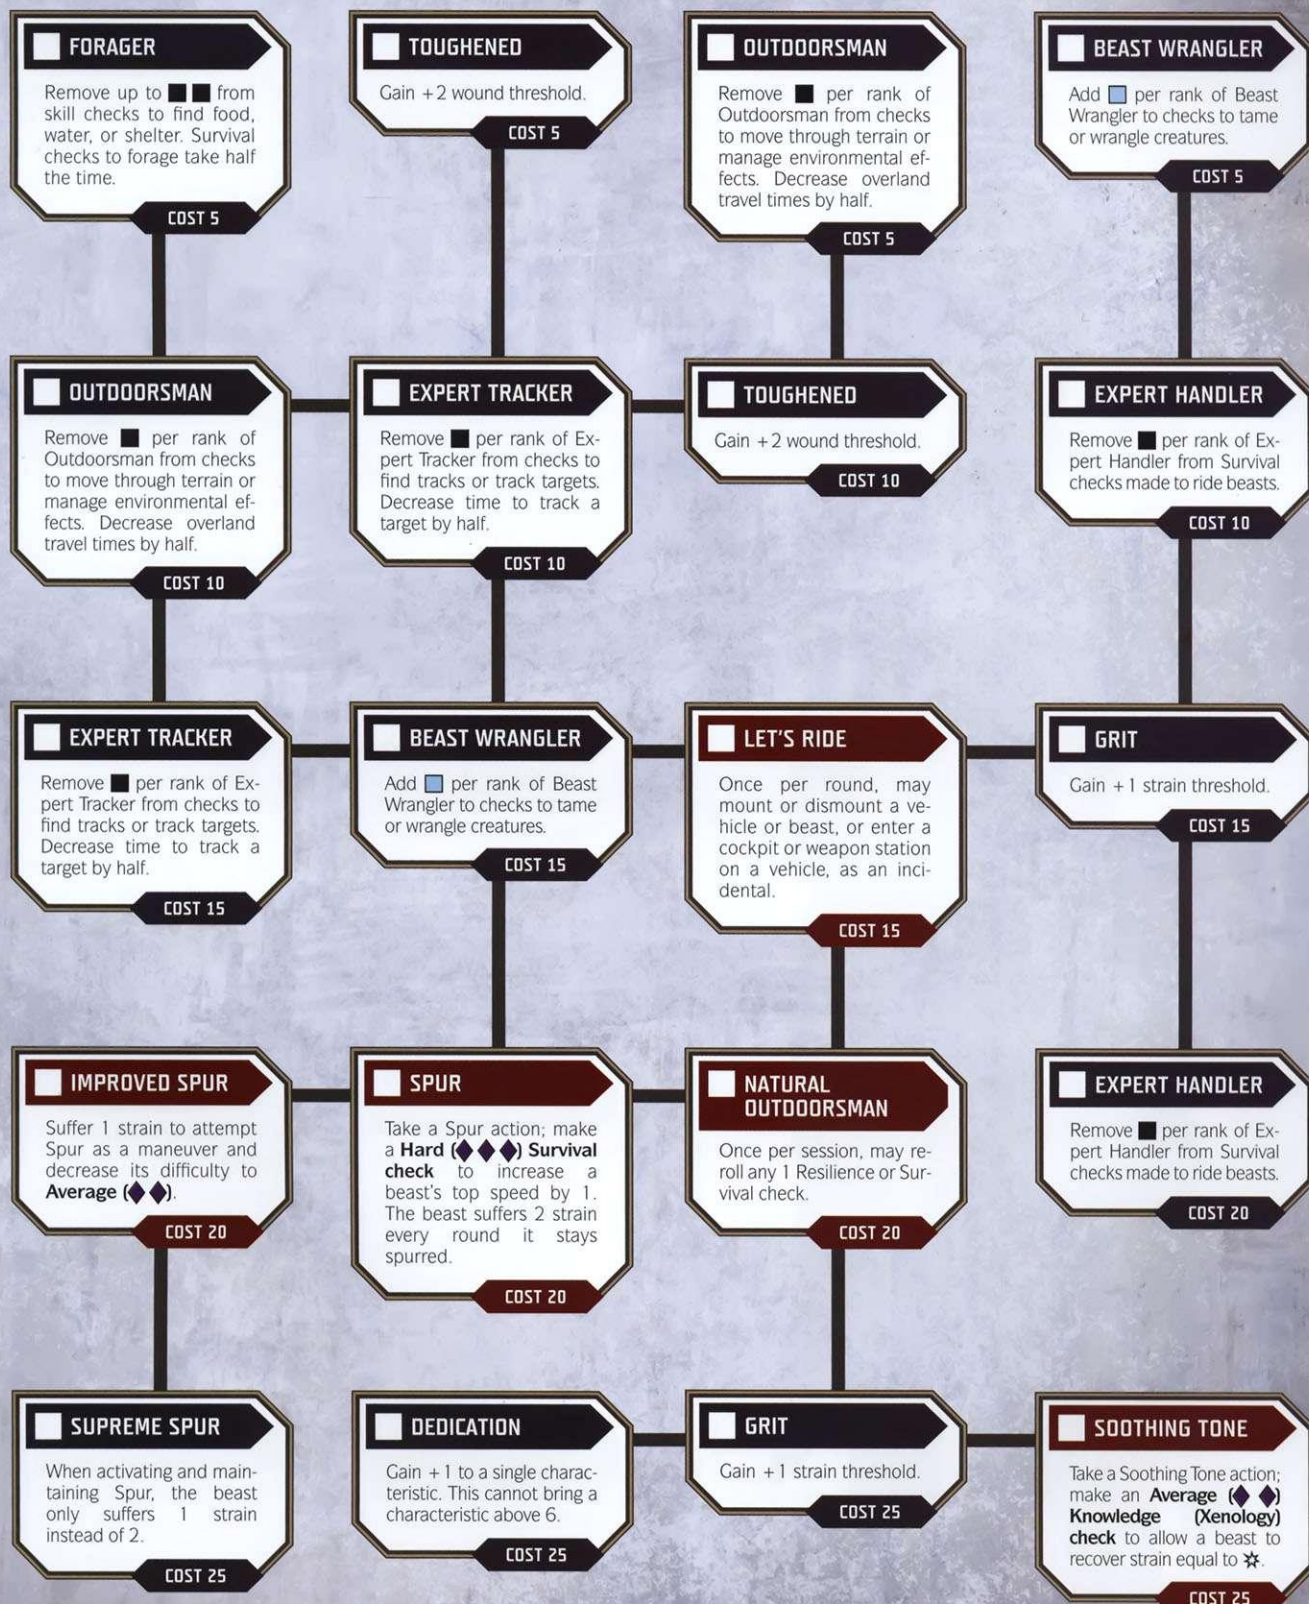 FORAGER
Remove up to from
skill checks to find food,
water, or shelter. Survival
checks to forage take half
the time.
COST 5
TOUGHENED
Gain +2 wound threshold.
COST 5
OUTDOORSMAN
Remove per rank of
Outdoorsman from checks
to move through terrain or
manage environmental ef-
fects. Decrease overland
travel times by half.
COST 5
BEAST WRANGLER
Add per rank of Beast
Wrangler to checks to tame
or wrangle creatures.
COST 5
OUTDOORSMAN
Remove per rank of
Outdoorsman from checks
to move through terrain or
manage environmental ef-
fects. Decrease overland
travel times by half.
COST 10
EXPERT TRACKER
Remove per rank of Ex-
pert Tracker from checks to
find tracks or track targets.
Decrease time to track a
target by half.
COST 10
TOUGHENED
Gain +2 wound threshold.
COST 10
EXPERT HANDLER
Remove per rank of Ex-
pert Handler from Survival
checks made to ride beasts.
COST 10
EXPERT TRACKER
Remove per rank of Ex-
pert Tracker from checks to
find tracks or track targets.
Decrease time to track a
target by half.
COST 15
BEAST WRANGLER
Add per rank of Beast
Wrangler to checks to tame
or wrangle creatures.
COST 15
LET'S RIDE
Once per round, may
mount or dismount a ve-
hicle or beast, or enter a
cockpit or weapon station
on a vehicle, as an inci-
dental.
COST 15
GRIT
Gain +1 strain threshold.
COST 15
IMPROVED SPUR
Suffer 1 strain to attempt
Spur as a maneuver and
decrease its difficulty to
Average (◆◆).
COST 20
SPUR
Take a Spur action; make
a Hard (◆◆◆) Survival
check to increase a
beast's top speed by 1.
The beast suffers 2 strain
every round it stays
spurred.
COST 20
NATURAL
OUTDOORSMAN
Once per session, may re-
roll any 1 Resilience or Sur-
vival check.
COST 20
EXPERT HANDLER
Remove per rank of Ex-
pert Handler from Survival
checks made to ride beasts.
COST 20
SUPREME SPUR
When activating and main-
taining Spur, the beast
only suffers 1 strain
instead of 2.
COST 25
DEDICATION
Gain +1 to a single charac-
teristic. This cannot bring a
characteristic above 6.
COST 25
GRIT
Gain +1 strain threshold.
COST 25
SOOTHING TONE
Take a Soothing Tone action;
make an Average (◆◆)
Knowledge (Xenology)
check to allow a beast to
recover strain equal to .
COST 25